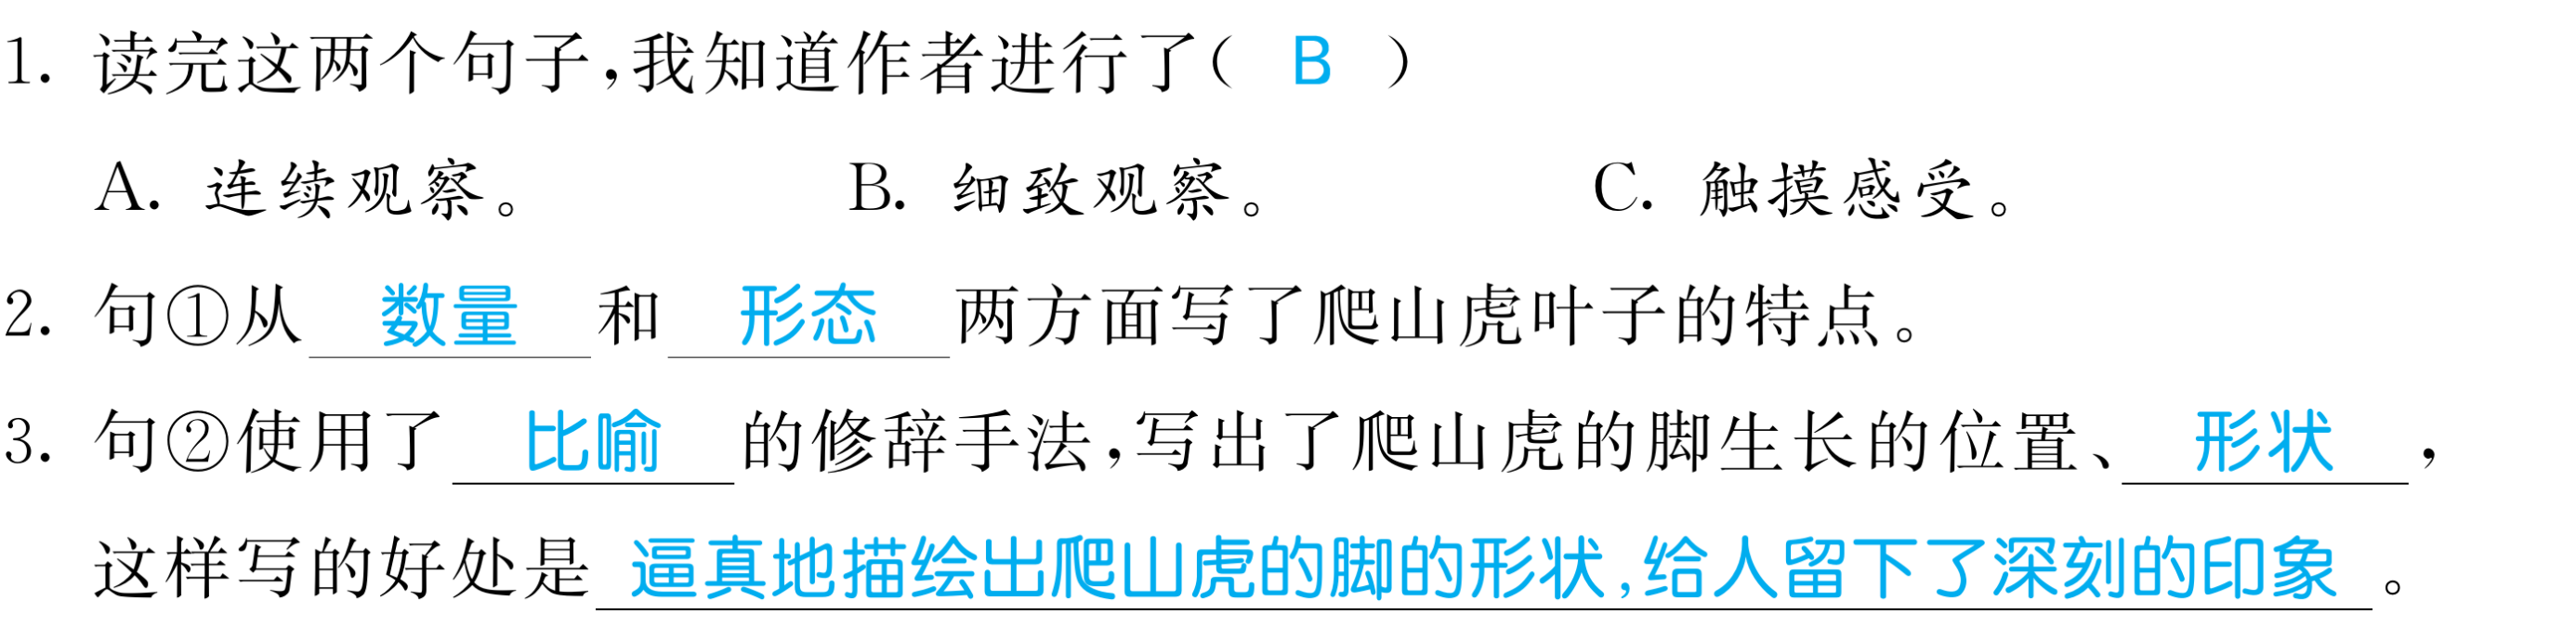 1. 读完这两个句子,我知道作者进行了( B )
A. 连续观察。 B. 细致观察。 C. 触摸感受。
2. 句①从 数量 和 形态 两方面写了爬山虎叶子的特点。
3. 句②使用了 比喻 的修辞手法,写出了爬山虎的脚生长的位置、 形状 ,
这样写的好处是 逼真地描绘出爬山虎的脚的形状,给人留下了深刻的印象 。